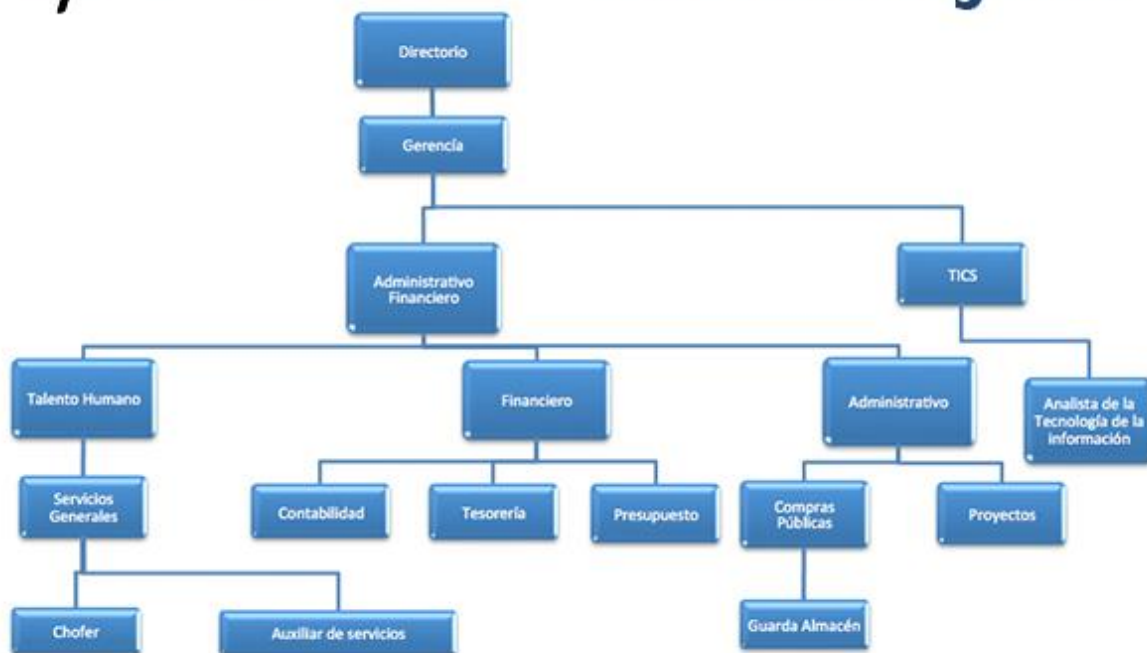 Directorio
Gerencía
Administrativo
Financiero
TICS
Talento Humano
Financiero
Administrativo
Analista de la
Tecnología de la
información
Servicios
Generales
Contabilidad
Tesorería
Presupuesto
Compras
Públicas
Proyectos
Chofer
Auxiliar de servicios
Guarda Almacén